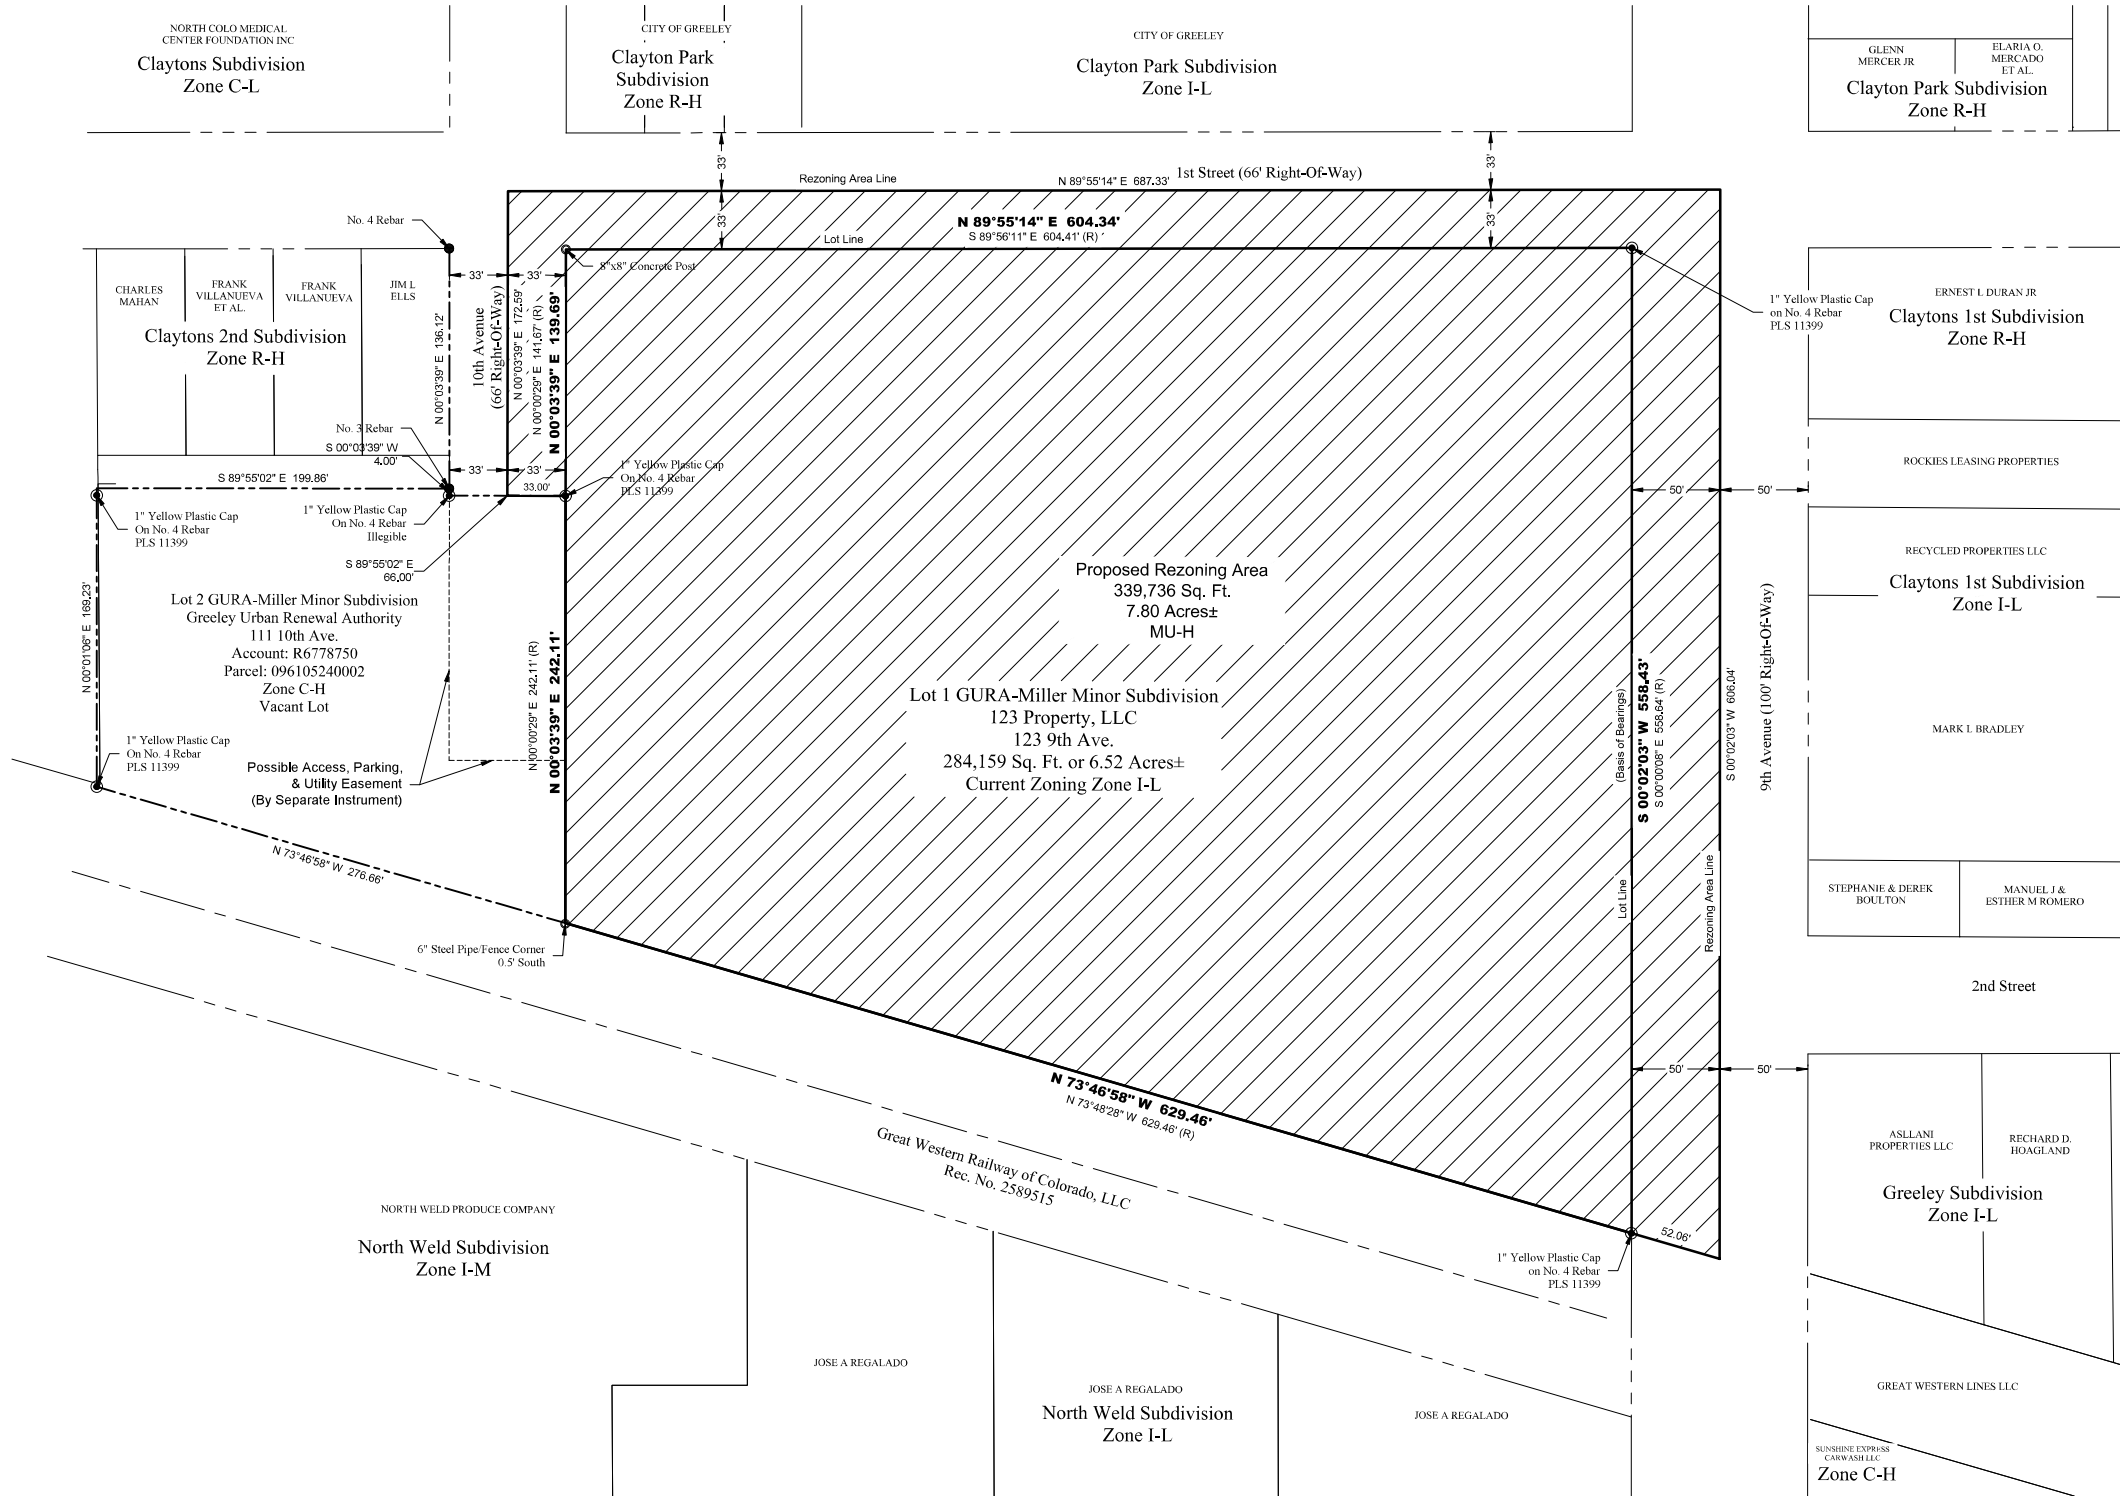 NORTH COLO MEDICAL
CENTER FOUNDATION INC
Claytons Subdivision
Zone C-L
CITY OF GREELEY
Clayton Park
Subdivision
Zone R-H
CITY OF GREELEY
Clayton Park Subdivision
Zone I-L
GLENN
MERCER JR
ELARIA O.
MERCADO
ET AL.
Clayton Park Subdivision
Zone R-H
33'
33'
Rezoning Area Line
N 89°55'14" E 687.33'
1st Street (66' Right-Of-Way)
33'
33'
N 89°55'14" E 604.34'
S 89°56'11" E 604.41' (R)
Lot Line
No. 4 Rebar
8"x8" Concrete Post
33'
33'
CHARLES
MAHAN
FRANK
VILLANUEVA
ET AL.
FRANK
VILLANUEVA
JIM L
ELLS
Claytons 2nd Subdivision
Zone R-H
N 00°03'39" E 136.12'
10th Avenue
(66' Right-Of-Way)
N 00°03'39" E 172.59'
N 00°00'29" E 141.67' (R)
N 00°03'39" E 139.69'
1" Yellow Plastic Cap
on No. 4 Rebar
PLS 11399
ERNEST L DURAN JR
Claytons 1st Subdivision
Zone R-H
No. 3 Rebar
S 00°03'39" W
4.00'
S 89°55'02" E 199.86'
33'
33'
33.00'
1" Yellow Plastic Cap
On No. 4 Rebar
PLS 11399
ROCKIES LEASING PROPERTIES
50'
50'
1" Yellow Plastic Cap
On No. 4 Rebar
PLS 11399
1" Yellow Plastic Cap
On No. 4 Rebar
Illegible
S 89°55'02" E
66.00'
RECYCLED PROPERTIES LLC
Claytons 1st Subdivision
Zone I-L
Proposed Rezoning Area
339,736 Sq. Ft.
7.80 Acres±
MU-H
N 00°01'06" E 169.23'
Lot 2 GURA-Miller Minor Subdivision
Greeley Urban Renewal Authority
111 10th Ave.
Account: R6778750
Parcel: 096105240002
Zone C-H
Vacant Lot
N 00°00'29" E 242.11' (R)
N 00°03'39" E 242.11'
Lot 1 GURA-Miller Minor Subdivision
123 Property, LLC
123 9th Ave.
284,159 Sq. Ft. or 6.52 Acres±
Current Zoning Zone I-L
(Basis of Bearings)
S 00°02'03" W 558.43'
S 00°00'08" E 558.64' (R)
S 00°02'03" W 606.04'
9th Avenue (100' Right-Of-Way)
MARK L BRADLEY
1" Yellow Plastic Cap
On No. 4 Rebar
PLS 11399
Possible Access, Parking,
& Utility Easement
(By Separate Instrument)
N 73°46'58" W 276.66'
Lot Line
Rezoning Area Line
STEPHANIE & DEREK
BOULTON
MANUEL J &
ESTHER M ROMERO
6" Steel Pipe/Fence Corner
0.5' South
2nd Street
50'
50'
N 73°46'58" W 629.46'
N 73°48'28" W 629.46' (R)
Great Western Railway of Colorado, LLC
Rec. No. 2589515
ASLLANI
PROPERTIES LLC
RECHARD D.
HOAGLAND
Greeley Subdivision
Zone I-L
NORTH WELD PRODUCE COMPANY
North Weld Subdivision
Zone I-M
52.06'
1" Yellow Plastic Cap
on No. 4 Rebar
PLS 11399
JOSE A REGALADO
JOSE A REGALADO
North Weld Subdivision
Zone I-L
JOSE A REGALADO
GREAT WESTERN LINES LLC
SUNSHINE EXPRESS
CARWASH LLC
Zone C-H